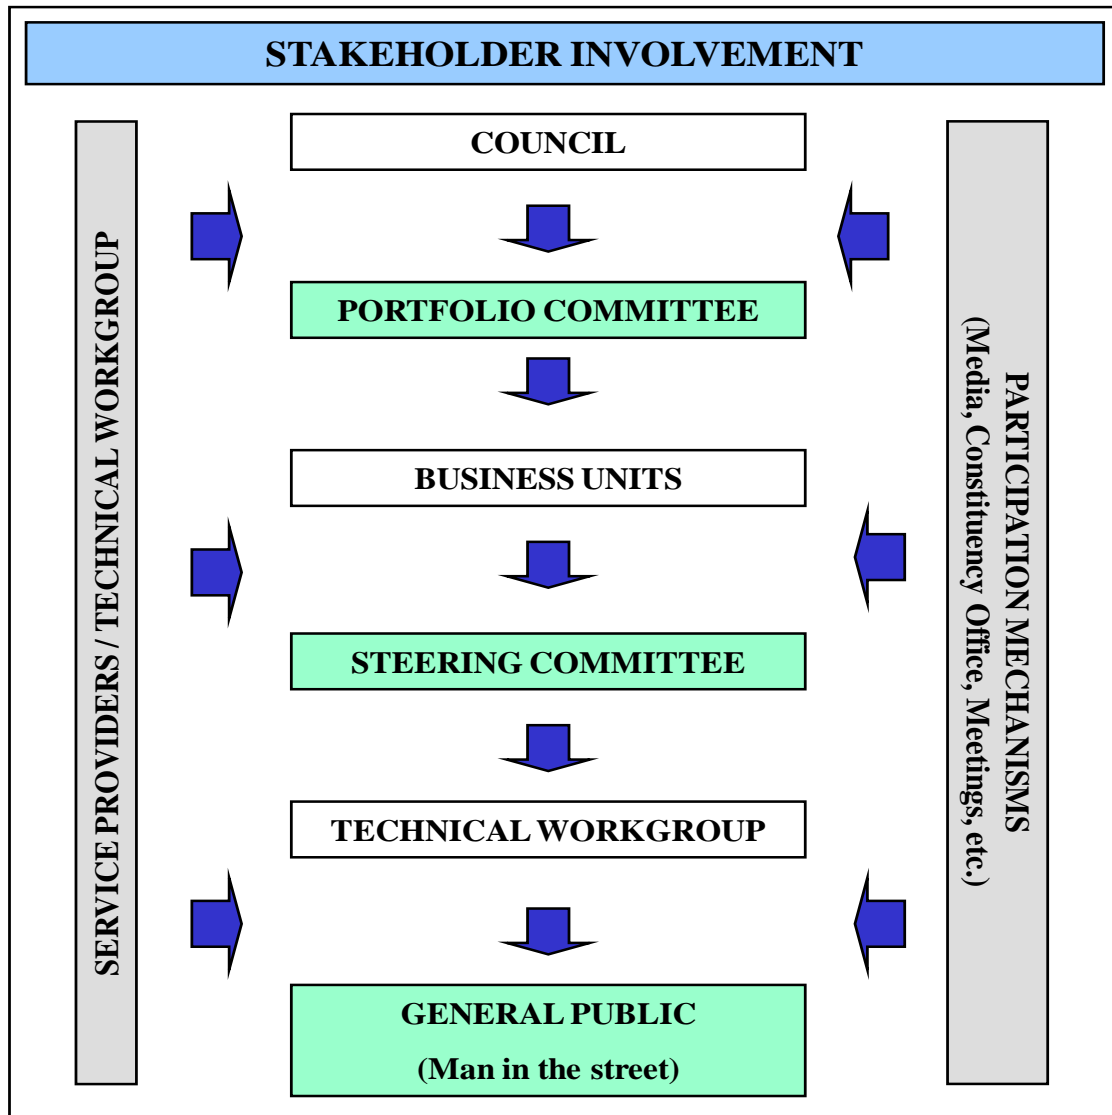 STAKEHOLDER INVOLVEMENT
SERVICE PROVIDERS / TECHNICAL WORKGROUP
COUNCIL
PORTFOLIO COMMITTEE
BUSINESS UNITS
STEERING COMMITTEE
TECHNICAL WORKGROUP
GENERAL PUBLIC
(Man in the street)
PARTICIPATION MECHANISMS
(Media, Constituency Office, Meetings, etc.)